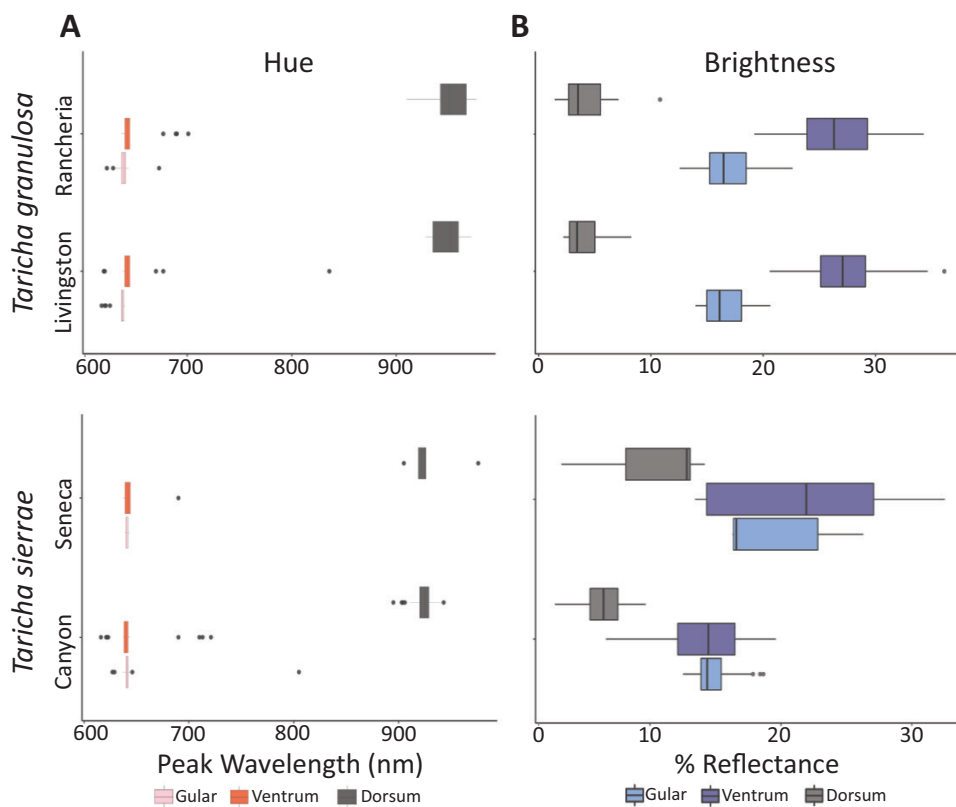 A
B
Hue
Brightness
Taricha granulosa
Rancheria
Livingston
600 700 800 900
0 10 20 30
Taricha sierrae
Seneca
Canyon
600 700 800 900
0 10 20 30
Peak Wavelength (nm)
% Reflectance
Gular Ventrum Dorsum
Gular Ventrum Dorsum